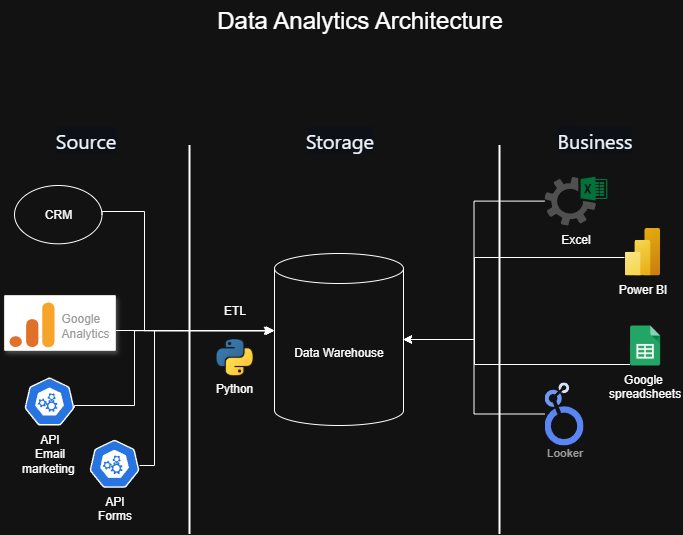 Data Analytics Architecture
Source
Storage
Business
CRM
Google
Analytics
API
Email
marketing
API
Forms
ETL
Python
Data Warehouse
X
Excel
Power BI
Google
spreadsheets
Looker